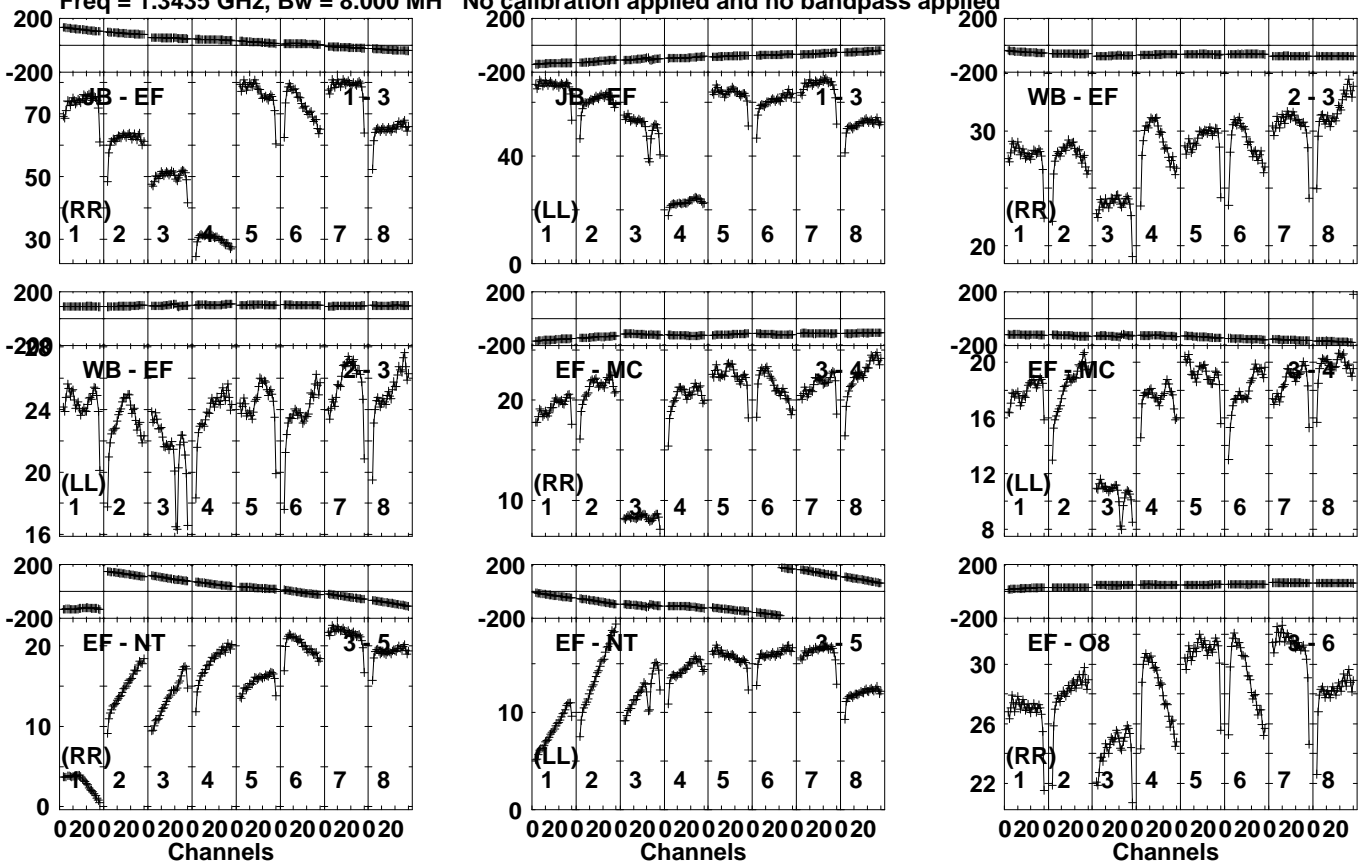 Freq = 1.3435 GHz, Bw = 8.000 MH No calibration applied and no bandpass applied
200 200 200
-200 -200 -200
JB - EF 1 - 3 JB - EF 1 - 3 WB - EF 2 - 3
70 30
50 40
(RR) (LL) (RR)
30 20
1 2 3 4 5 6 7 8 1 2 3 4 5 6 7 8 1 2 3 4 5 6 7 8
0
200 200 200
-200 -200 -200
28
WB - EF 2 - 3 EF - MC 3 - 4 EF - MC 3 - 4
24 20 20
16
20 12
(LL) (RR) (LL)
10
1 2 3 4 5 6 7 8 1 2 3 4 5 6 7 8 1 2 3 4 5 6 7 8
16 8
200 200 200
-200 -200 -200
EF - NT 3 - 5 EF - NT 3 - 5 EF - O8 3 - 6
20 30
10 10 26
(RR) (LL) (RR)
1 2 3 4 5 6 7 8 1 2 3 4 5 6 7 8 1 2 3 4 5 6 7 8
22
0 0
0 20 0 20 0 20 0 20 0 20 0 20 0 20 0 20 0 20 0 20 0 20 0 20 0 20 0 20 0 20 0 20 0 20 0 20 0 20 0 20 0 20 0 20 0 20 0 20
Channels Channels Channels